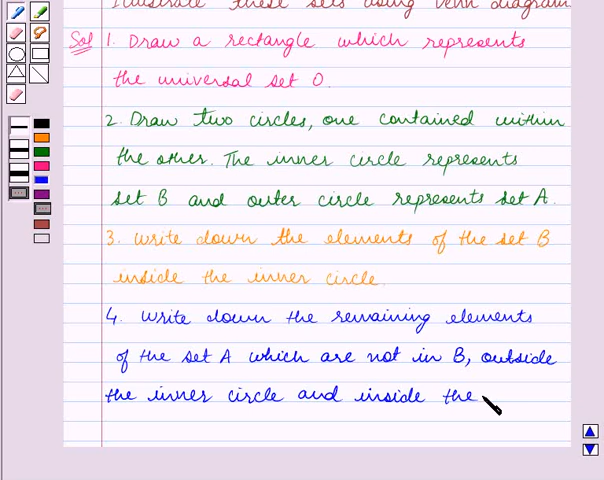 Illustrate these sets using Venn diagram
Sol 1. Draw a rectangle which represents
the universal set O.
2. Draw two circles, one contained within
the other. The inner circle represents
set B and outer circle represents set A.
3. Write down the elements of the set B
inside the inner circle.
4. Write down the remaining elements
of the set A which are not in B, outside
the inner circle and inside the